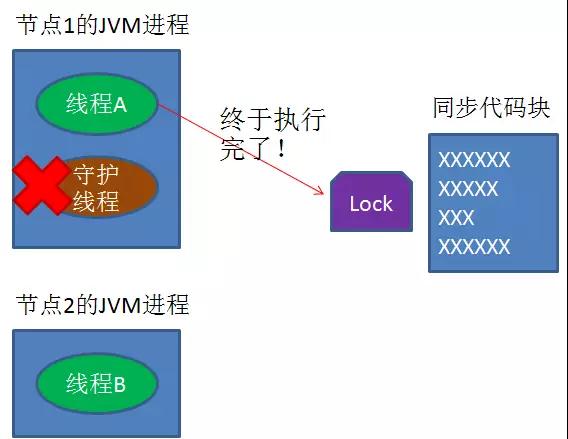 节点1的JVM进程
线程A
守护
线程
终于执行
完了！
Lock
同步代码块
XXXXXX
XXXXX
XXX
XXXXXX
节点2的JVM进程
线程B